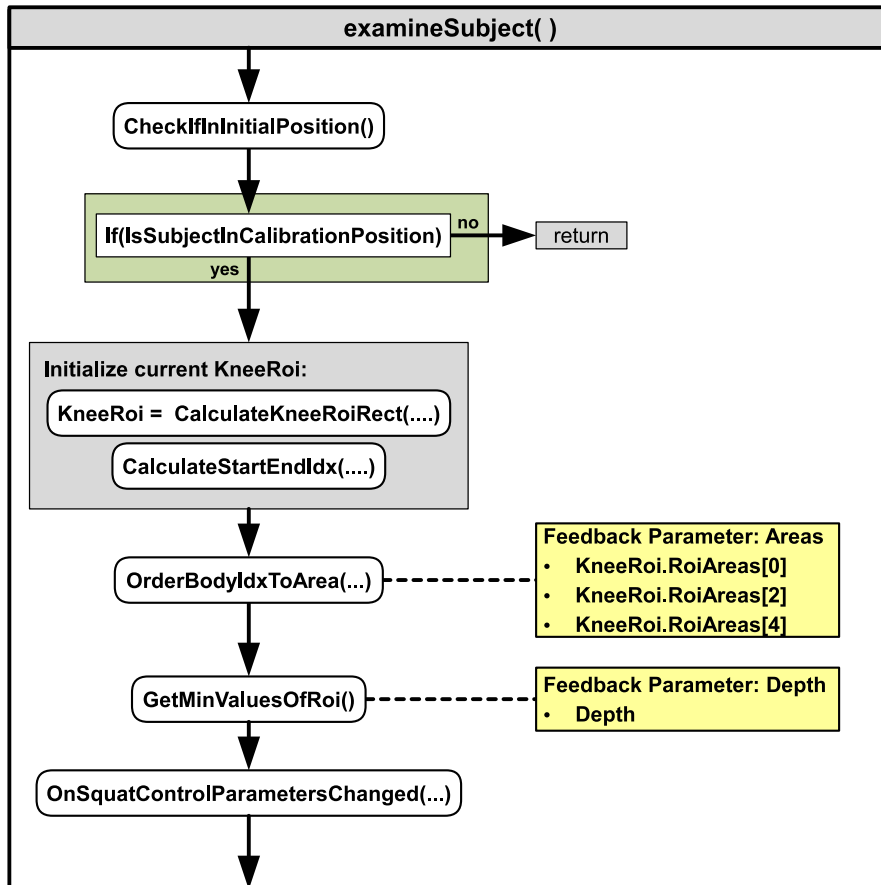 examineSubject( )
CheckIfInInitialPosition()
If(IsSubjectInCalibrationPosition)
no
return
yes
Initialize current KneeRoi:
KneeRoi = CalculateKneeRoiRect(....)
CalculateStartEndIdx(....)
OrderBodyIdxToArea(...)
Feedback Parameter: Areas
• KneeRoi.RoiAreas[0]
• KneeRoi.RoiAreas[2]
• KneeRoi.RoiAreas[4]
GetMinValuesOfRoi()
Feedback Parameter: Depth
• Depth
OnSquatControlParametersChanged(...)